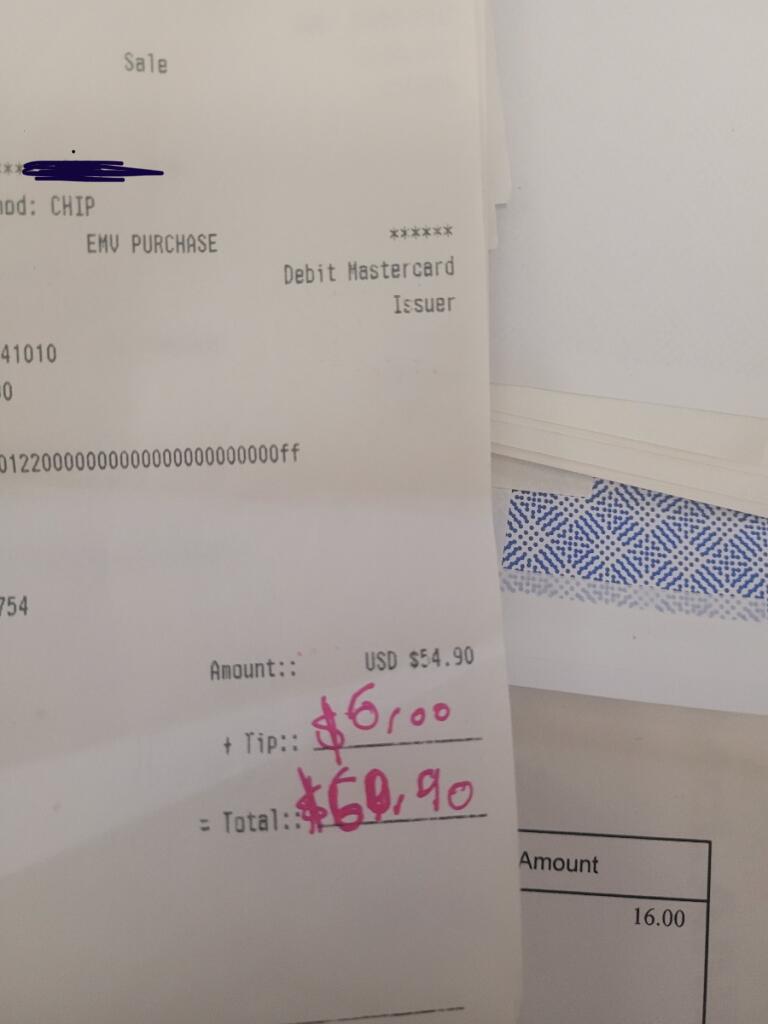 Sale
**
od: CHIP
EMV PURCHASE
******
Debit Mastercard
Issuer
41010
0
01220000000000000000000000ff
754
Amount:: USD $54.90
+ Tip:: $6,00
= Total:: $60,90
Amount
16.00